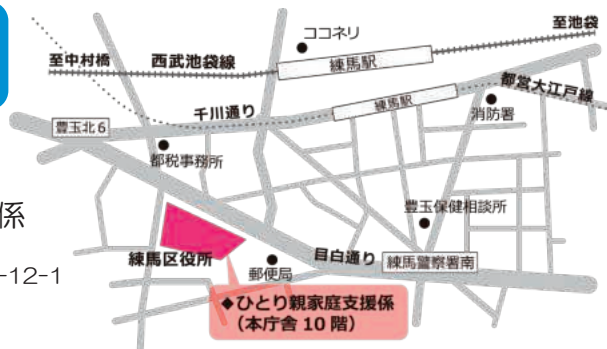 至池袋
ココネリ
至中村橋
西武池袋線
練馬駅
都営大江戸線
千川通り
練馬駅
消防署
豊玉北6
都税事務所
係
豊玉保健相談所
-12-1
練馬区役所
目白通り
練馬警察署南
郵便局
◆ひとり親家庭支援係
(本庁舎10階)